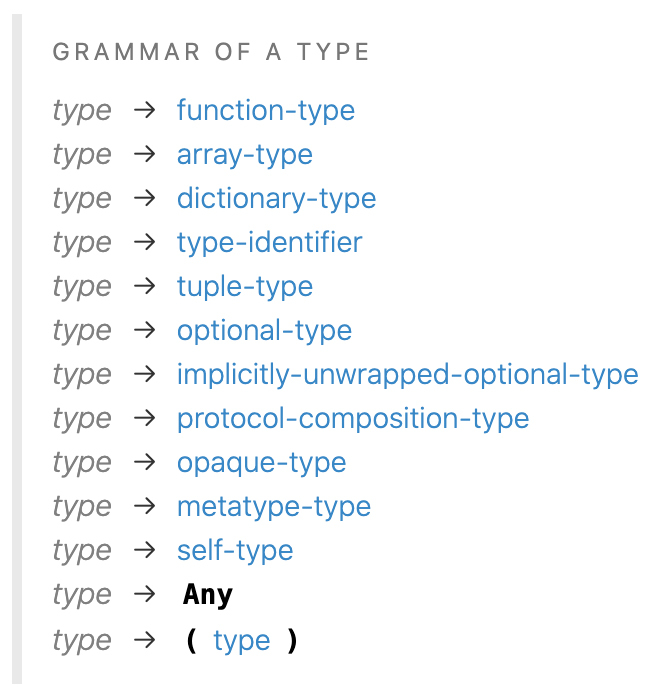 GRAMMAR OF A TYPE
type → function-type
type → array-type
type → dictionary-type
type → type-identifier
type → tuple-type
type → optional-type
type → implicitly-unwrapped-optional-type
type → protocol-composition-type
type → opaque-type
type → metatype-type
type → self-type
type → Any
type → ( type )